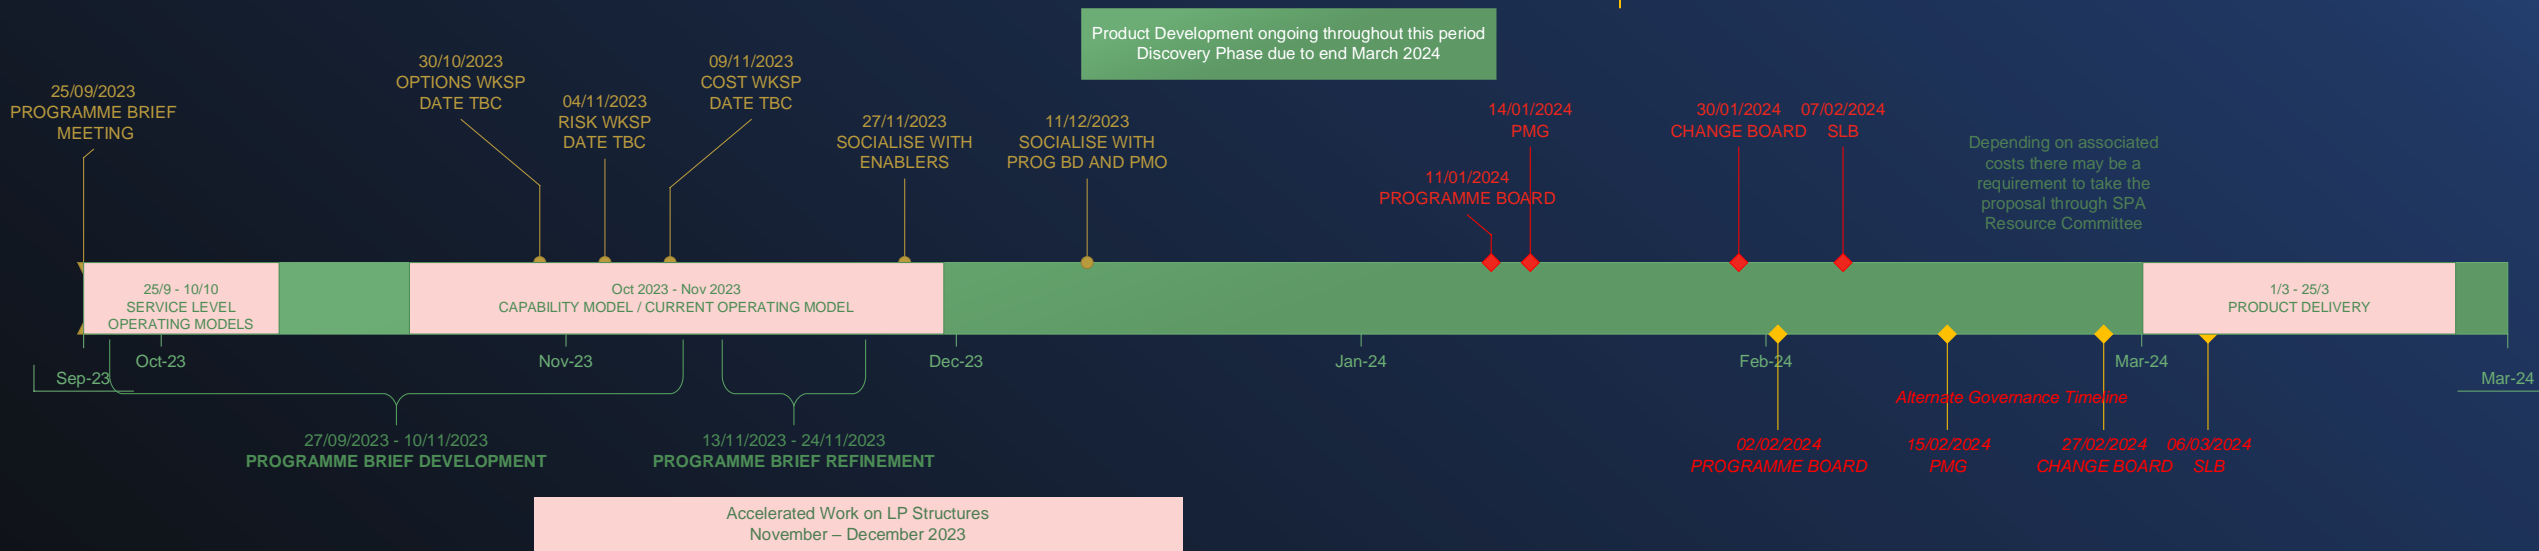 Product Development ongoing throughout this period
Discovery Phase due to end March 2024
25/09/2023
PROGRAMME BRIEF
MEETING
30/10/2023
OPTIONS WKSP
DATE TBC
04/11/2023
RISK WKSP
DATE TBC
09/11/2023
COST WKSP
DATE TBC
27/11/2023
SOCIALISE WITH
ENABLERS
11/12/2023
SOCIALISE WITH
PROG BD AND PMO
11/01/2024
PROGRAMME BOARD
14/01/2024
PMG
30/01/2024
CHANGE BOARD
07/02/2024
SLB
Depending on associated
costs there may be a
requirement to take the
proposal through SPA
Resource Committee
25/9 - 10/10
SERVICE LEVEL
OPERATING MODELS
Oct 2023 - Nov 2023
CAPABILITY MODEL / CURRENT OPERATING MODEL
1/3 - 25/3
PRODUCT DELIVERY
Sep-23
Oct-23
Nov-23
Dec-23
Jan-24
Feb-24
Mar-24
Mar-24
Alternate Governance Timeline
27/09/2023 - 10/11/2023
PROGRAMME BRIEF DEVELOPMENT
13/11/2023 - 24/11/2023
PROGRAMME BRIEF REFINEMENT
02/02/2024
PROGRAMME BOARD
15/02/2024
PMG
27/02/2024
CHANGE BOARD
06/03/2024
SLB
Accelerated Work on LP Structures
November – December 2023